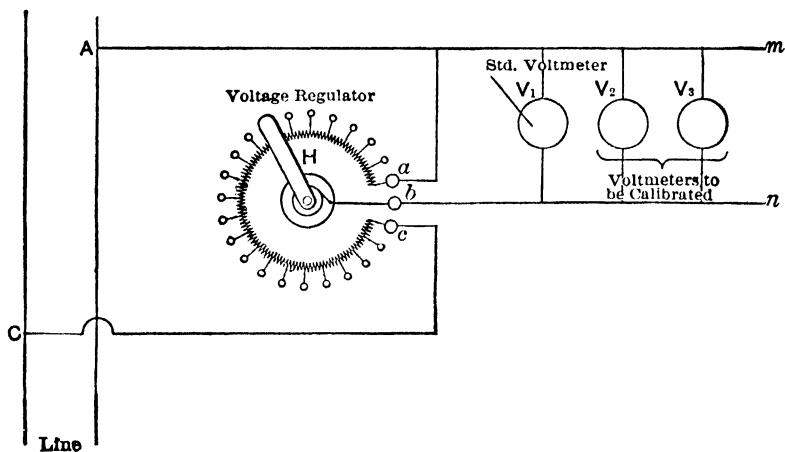 A
m
Std. Voltmeter
V₁
V₂
V₃
Voltage Regulator
H
a
b
c
Voltmeters to
be Calibrated
n
C
Line